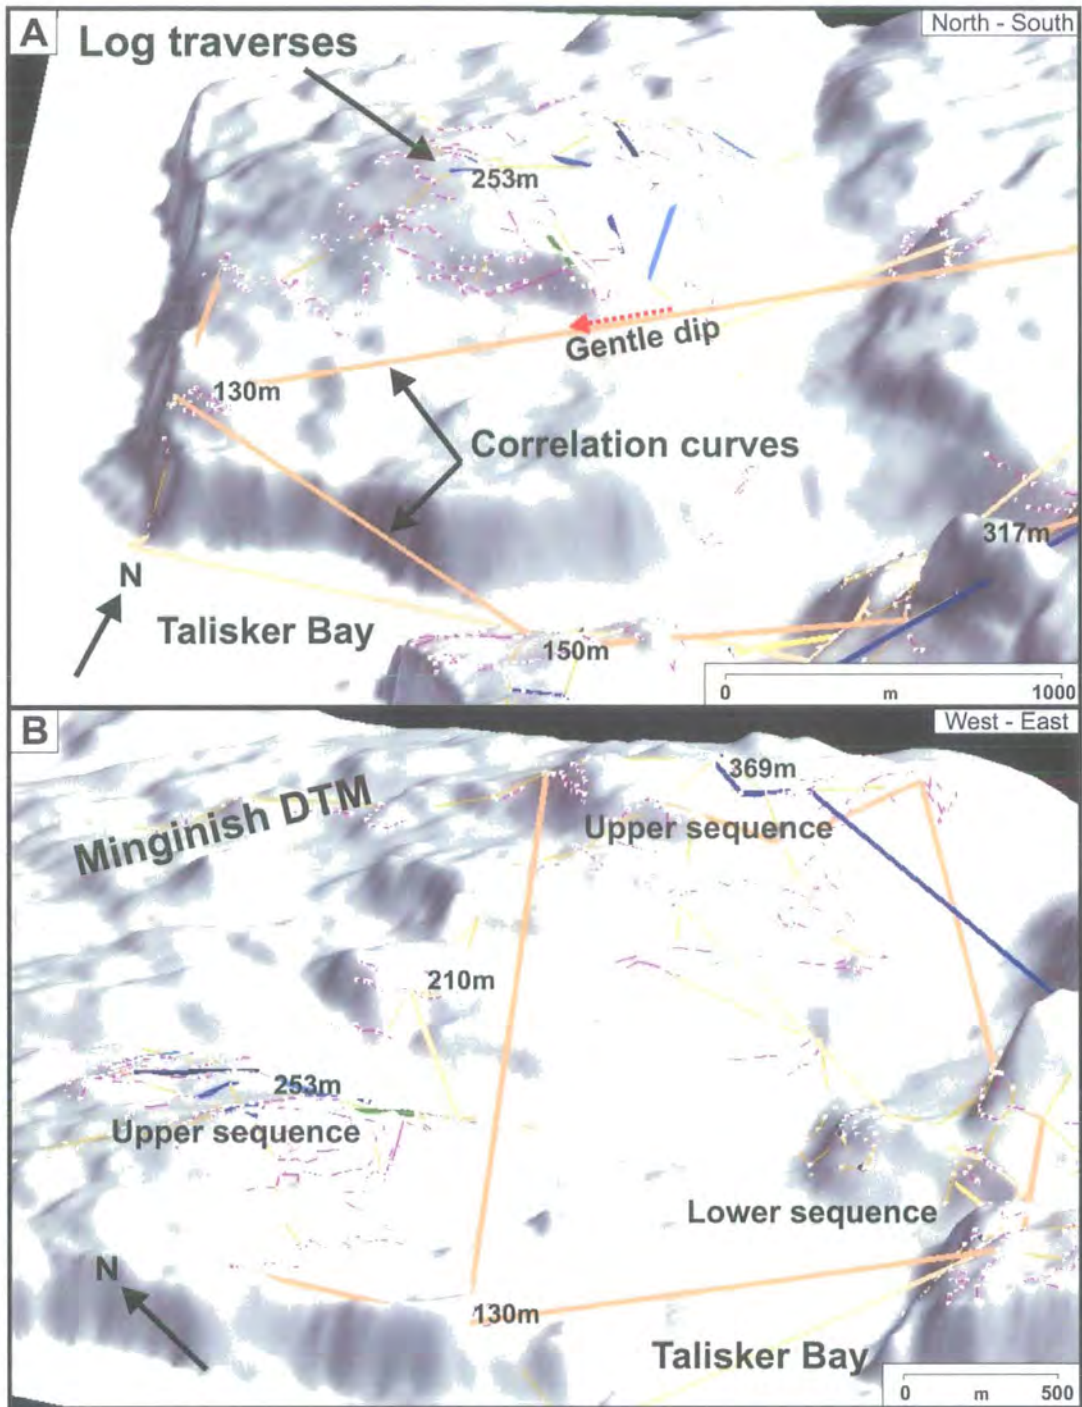 A
North - South
Log traverses
253m
Gentle dip
130m
Correlation curves
317m
N
Talisker Bay
150m
0 m 1000
B
West - East
369m
Minginish DTM
Upper sequence
210m
253m
Upper sequence
Lower sequence
N
130m
Talisker Bay
0 m 500